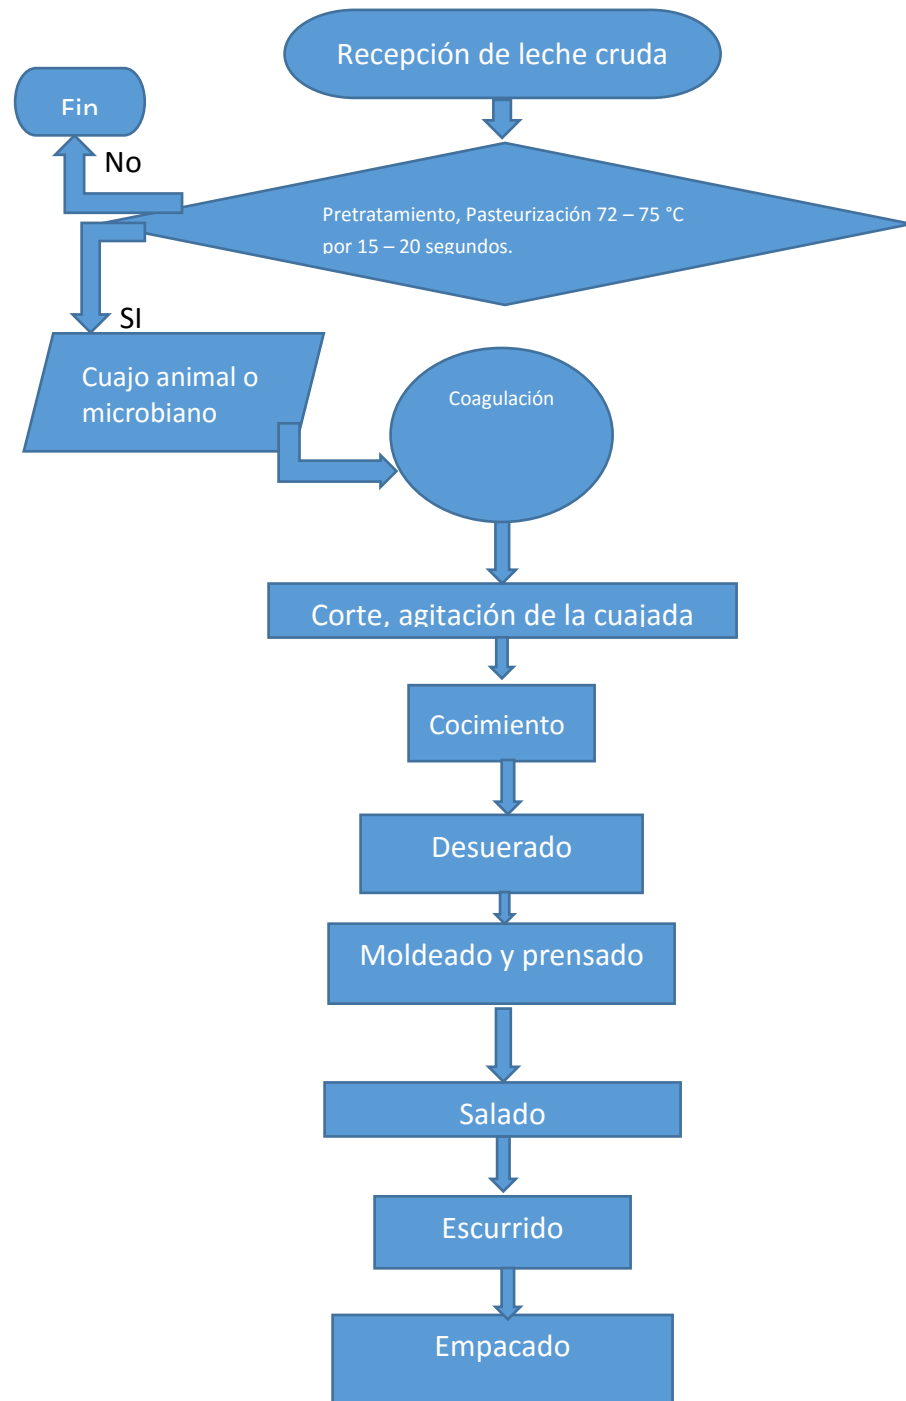 Recepción de leche cruda
Fin
No
Pretratamiento, Pasteurización 72 – 75 °C
por 15 – 20 segundos.
SI
Cuajo animal o
microbiano
Coagulación
Corte, agitación de la cuajada
Cocimiento
Desuerado
Moldeado y prensado
Salado
Escurrido
Empacado